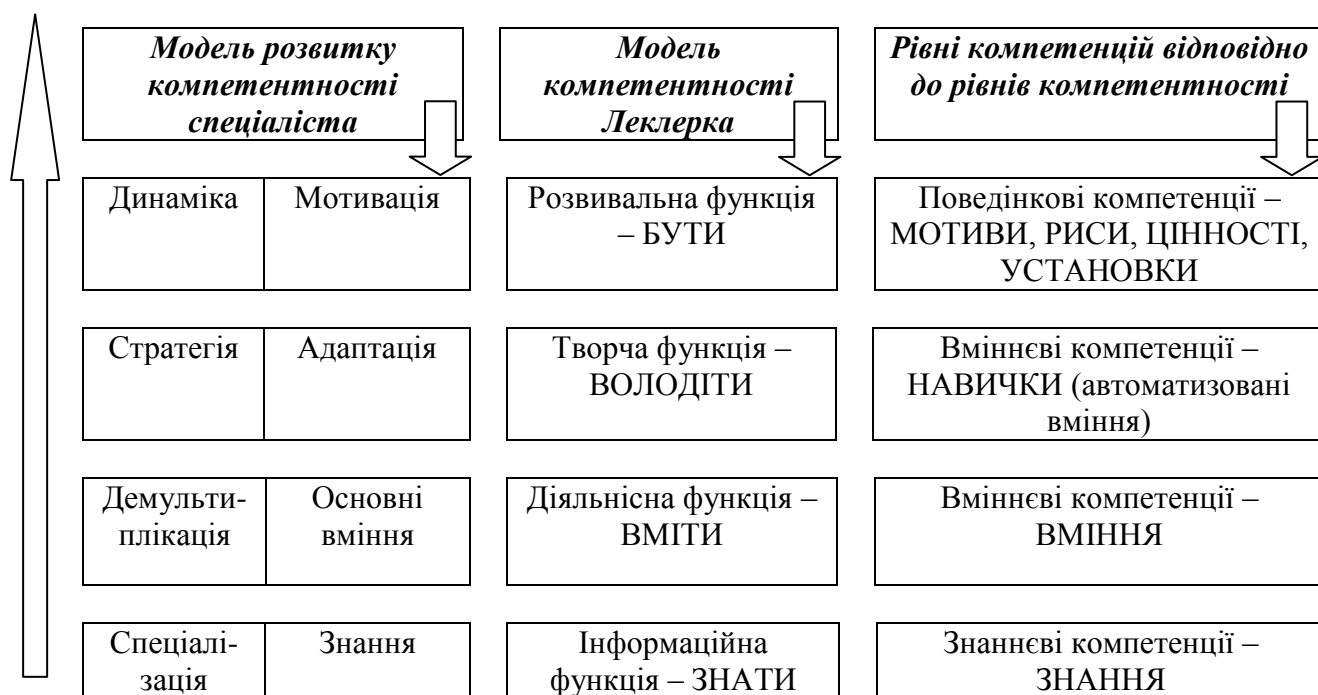 Модель розвитку
компетентності
спеціаліста
Модель
компетентності
Леклерка
Рівні компетенцій відповідно
до рівнів компетентності
Динаміка
Мотивація
Розвивальна функція
– БУТИ
Поведінкові компетенції –
МОТИВИ, РИСИ, ЦІННОСТІ,
УСТАНОВКИ
Стратегія
Адаптація
Творча функція –
ВОЛОДІТИ
Вміннєві компетенції –
НАВИЧКИ (автоматизовані
вміння)
Демульти-
плікація
Основні
вміння
Діяльнісна функція –
ВМІТИ
Вміннєві компетенції –
ВМІННЯ
Спеціалі-
зація
Знання
Інформаційна
функція – ЗНАТИ
Знаннєві компетенції –
ЗНАННЯ